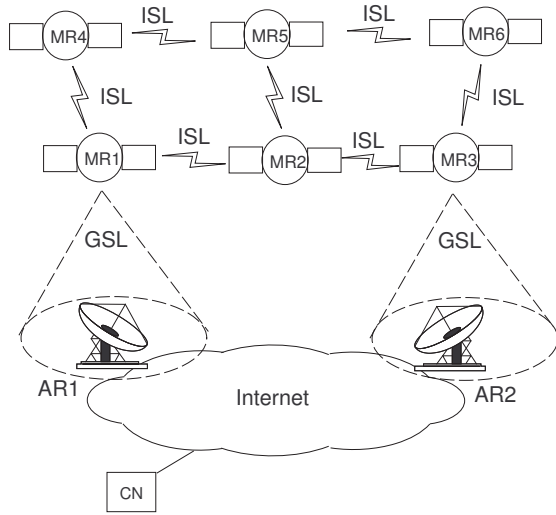 MR4
ISL
MR5
ISL
MR6
ISL
ISL
ISL
MR1
ISL
MR2
ISL
MR3
GSL
GSL
AR1
Internet
AR2
CN